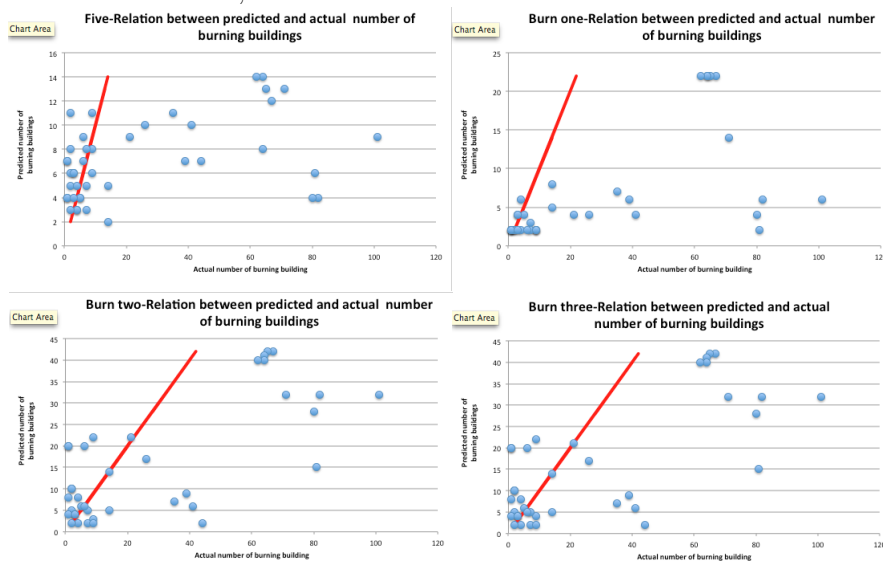 Five-Relation between predicted and actual number of
burning buildings
Chart Area
Predicted number of
burning buildings
16
14
12
10
8
6
4
2
0
0 20 40 60 80 100 120
Actual number of burning building
Burn one-Relation between predicted and actual number
of burning buildings
Chart Area
Predicted number of
burning buildings
25
20
15
10
5
0
0 20 40 60 80 100 120
Actual number of burning building
Burn two-Relation between predicted and actual number
of burning buildings
Chart Area
Predicted number of
burning buildings
45
40
35
30
25
20
15
10
5
0
0 20 40 60 80 100 120
Actual number of burning building
Burn three-Relation between predicted and actual
number of burning buildings
Chart Area
Predicted number of
burning buildings
45
40
35
30
25
20
15
10
5
0
0 20 40 60 80 100 120
Actual number of burning building